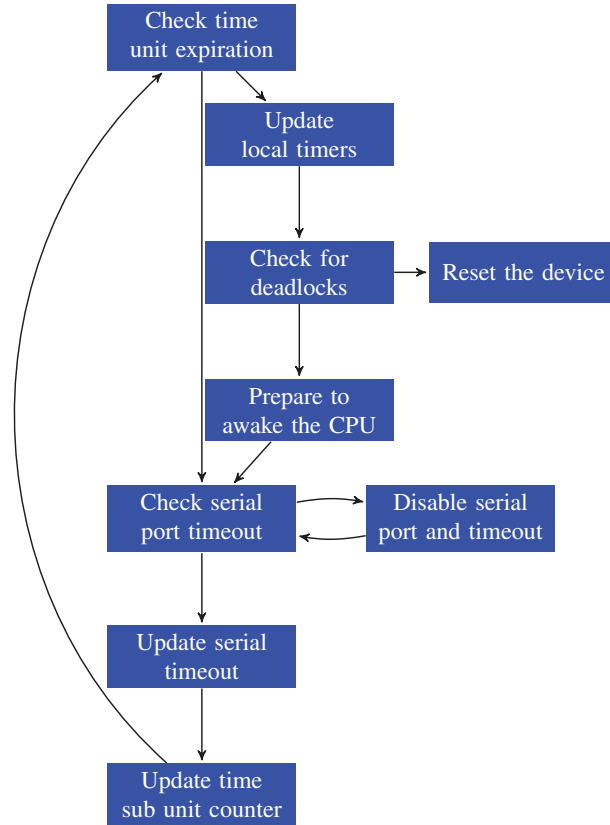 Check time
unit expiration
Update
local timers
Check for
deadlocks
Reset the device
Prepare to
awake the CPU
Check serial
port timeout
Disable serial
port and timeout
Update serial
timeout
Update time
sub unit counter